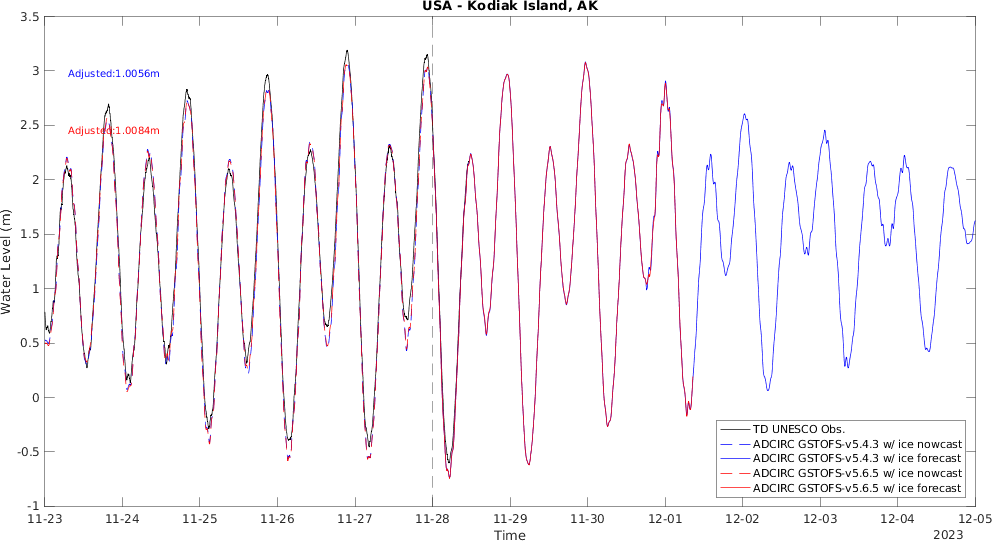 USA - Kodiak Island, AK
3.5
3
2.5
2
1.5
1
0.5
0
-0.5
-1
Water Level (m)
Adjusted:1.0056m
Adjusted:1.0084m
TD UNESCO Obs.
ADCIRC GSTOFS-v5.4.3 w/ ice nowcast
ADCIRC GSTOFS-v5.4.3 w/ ice forecast
ADCIRC GSTOFS-v5.6.5 w/ ice nowcast
ADCIRC GSTOFS-v5.6.5 w/ ice forecast
11-23 11-24 11-25 11-26 11-27 11-28 11-29 11-30 12-01 12-02 12-03 12-04 12-05
Time
2023